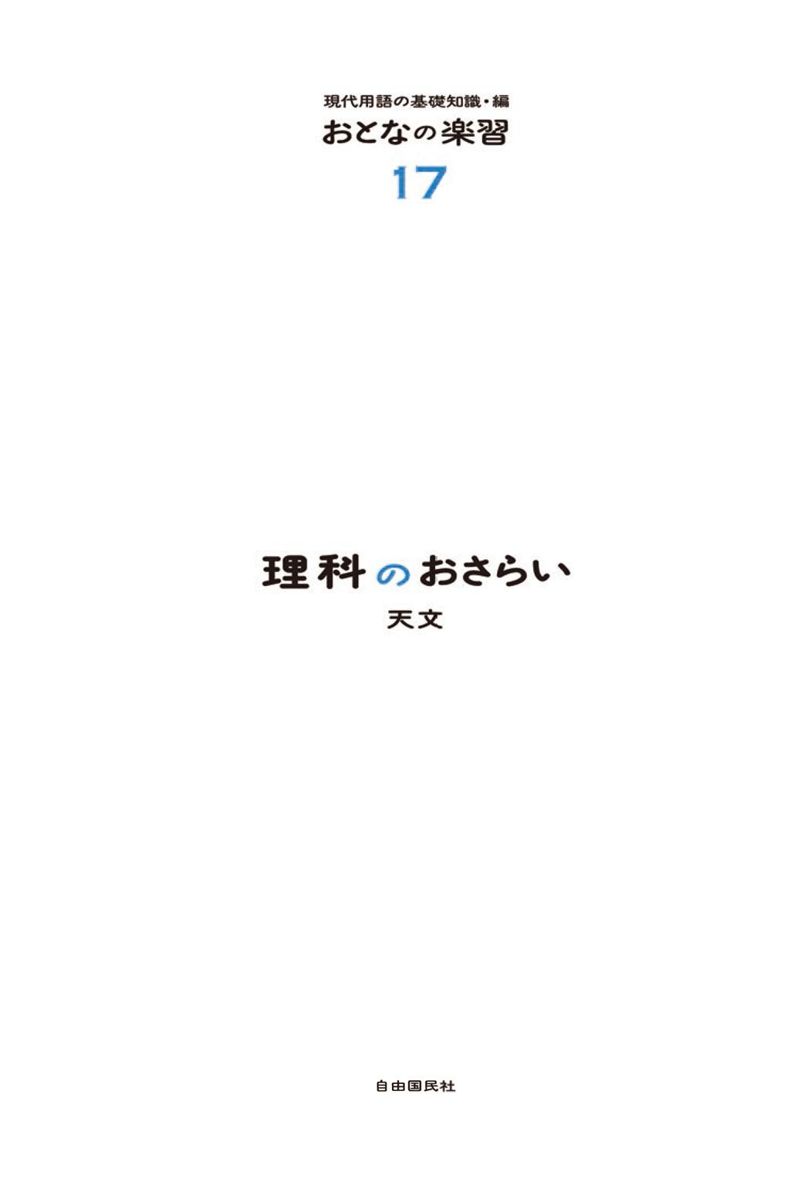 現代用語の基礎知識・編
おとなの楽習
17
理科のおさらい
天文
自由国民社